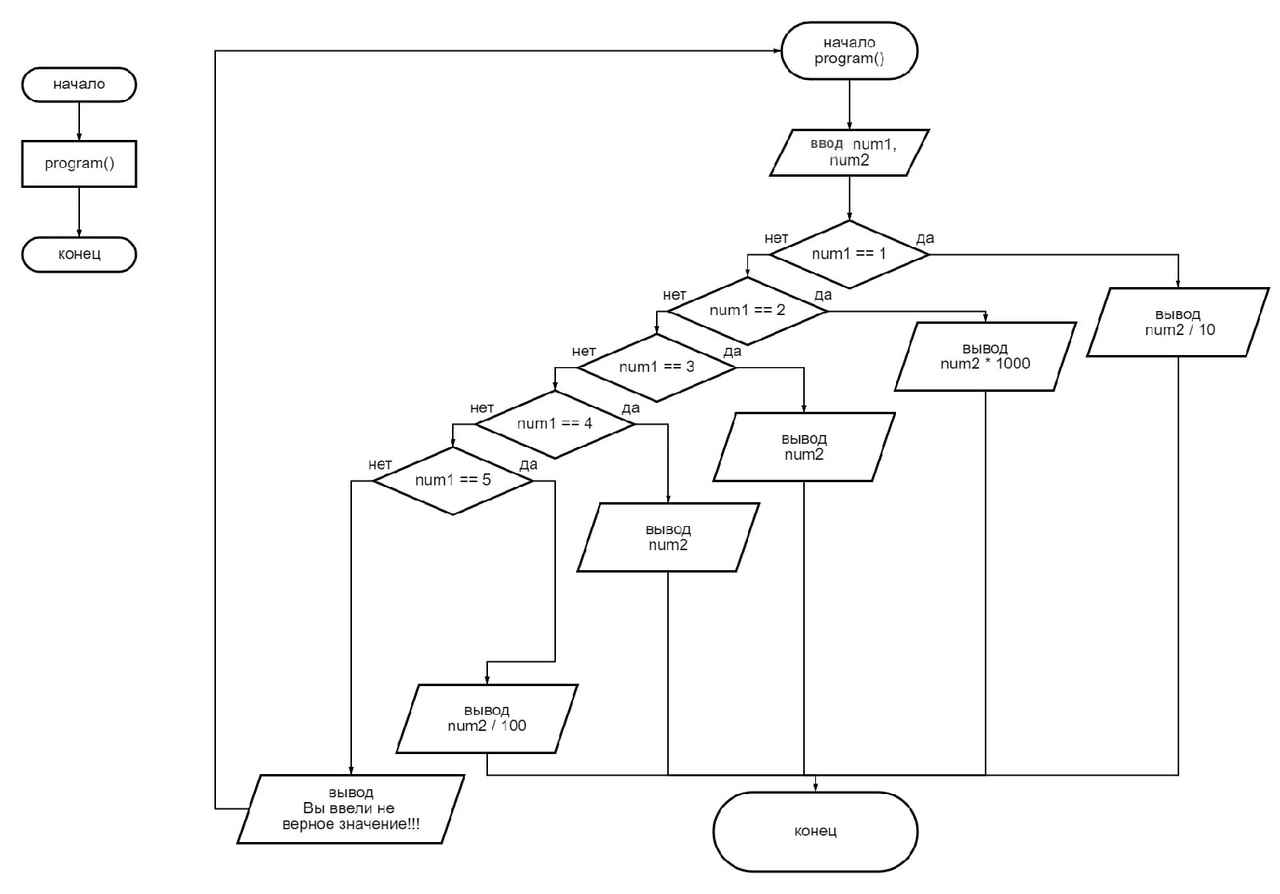 начало
program()
конец
начало
program()
ввод num1,
num2
нет
да
num1 == 1
нет
да
num1 == 2
вывод
num2 / 10
нет
да
num1 == 3
вывод
num2 * 1000
нет
да
num1 == 4
вывод
num2
нет
да
num1 == 5
вывод
num2
вывод
num2 / 100
вывод
Вы ввели не
верное значение!!!
конец